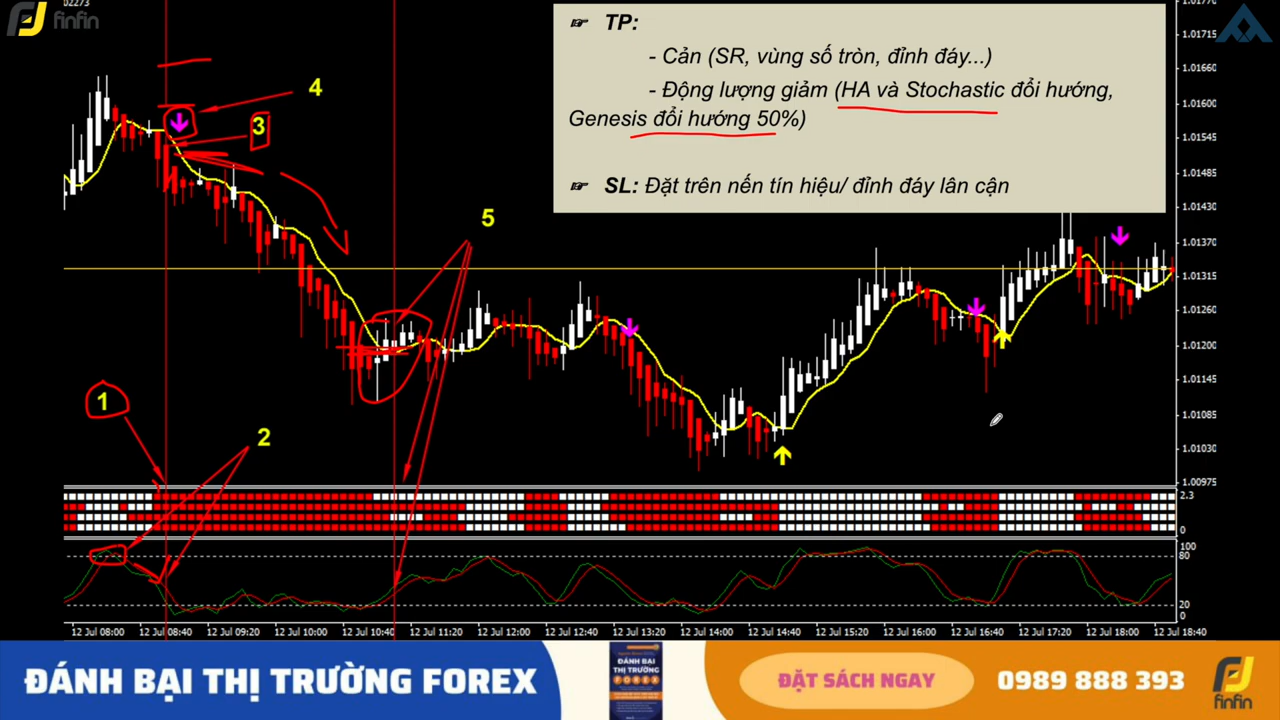 02273
finfin
☞ TP:
- Cản (SR, vùng số tròn, đỉnh đáy...)
- Động lượng giảm (HA và Stochastic đổi hướng,
Genesis đổi hướng 50%)
☞ SL: Đặt trên nến tín hiệu/ đỉnh đáy lân cận
4
3
5
1
2
1.01770
1.01715
1.01660
1.01600
1.01545
1.01485
1.01430
1.01370
1.01315
1.01260
1.01200
1.01145
1.01085
1.01030
1.00975
2.3
0
100
80
20
0
12 Jul 08:00 12 Jul 08:40 12 Jul 09:20 12 Jul 10:00 12 Jul 10:40 12 Jul 11:20 12 Jul 12:00 12 Jul 12:40 12 Jul 13:20 12 Jul 14:00 12 Jul 14:40 12 Jul 15:20 12 Jul 16:00 12 Jul 16:40 12 Jul 17:20 12 Jul 18:00 12 Jul 18:40
ĐÁNH BẠI THỊ TRƯỜNG FOREX
ĐÁNH BẠI
THỊ TRƯỜNG
FOREX
ĐẶT SÁCH NGAY
0989 888 393
finfin